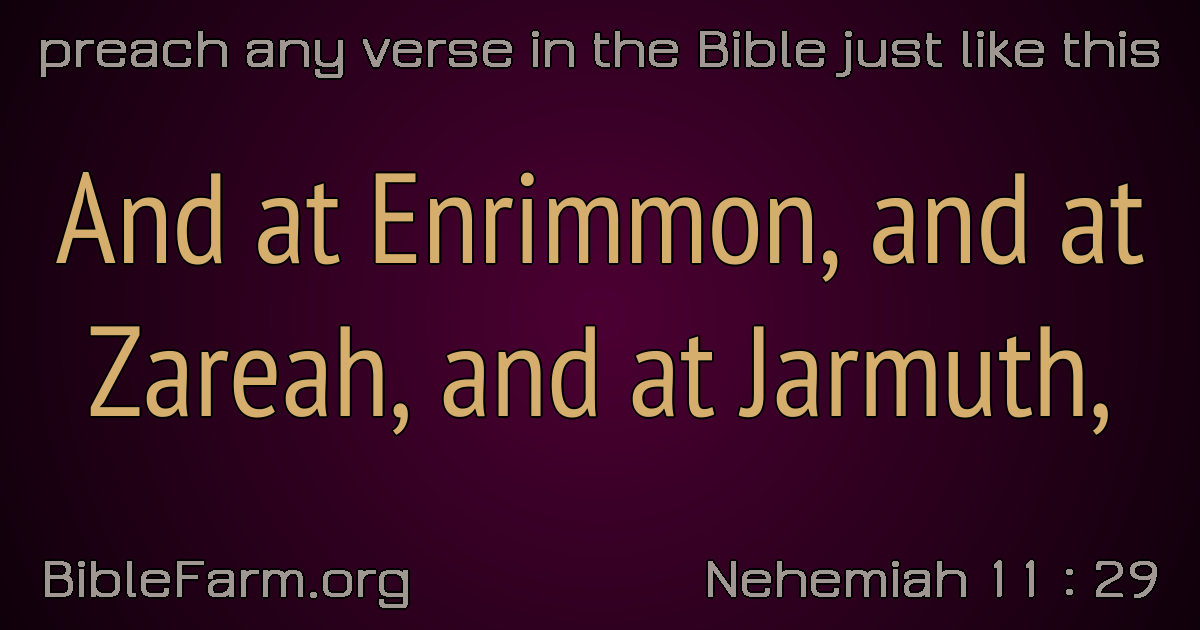 preach any verse in the Bible just like this
And at Enrimmon, and at
Zareah, and at Jarmuth,
BibleFarm.org
Nehemiah 11 : 29